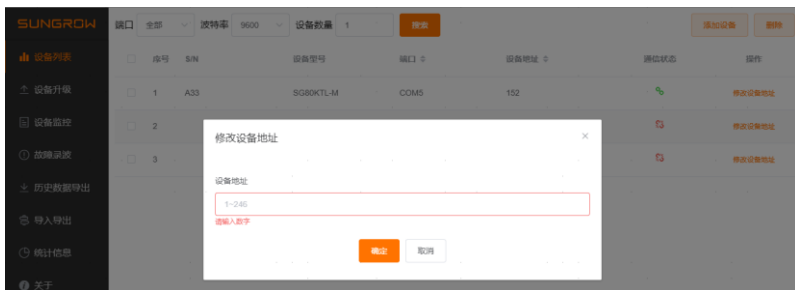 SUNGROW
端口 全部 波特率 9600 设备数量 1 搜索 添加设备 删除
设备列表
序号 S/N 设备型号 端口 设备地址 通信状态 操作
设备升级
1 A33 SG80KTL-M COM5 152 修改设备地址
设备监控
2 修改设备地址
修改设备地址
故障录波
3 修改设备地址
设备地址
历史数据导出
1~246
请输入数字
导入导出
确定 取消
统计信息
关于